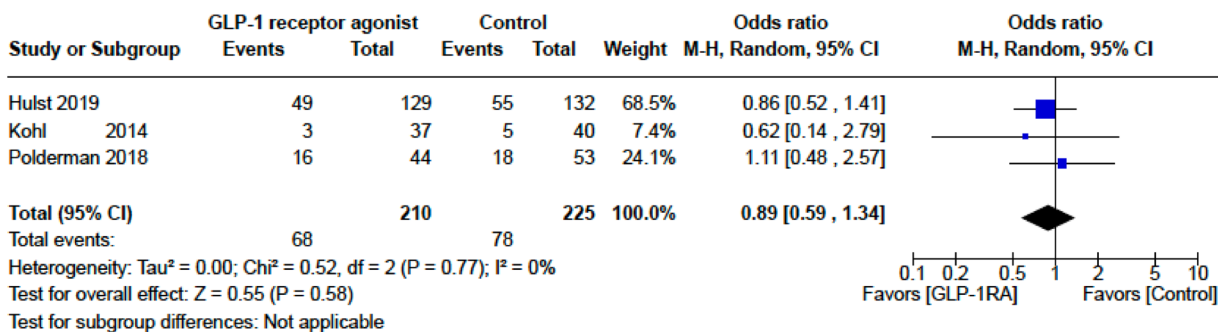 GLP-1 receptor agonist Control Odds ratio Odds ratio
Study or Subgroup Events Total Events Total Weight M-H, Random, 95% CI M-H, Random, 95% CI
Hulst 2019 49 129 55 132 68.5% 0.86 [0.52 , 1.41]
Kohl 2014 3 37 5 40 7.4% 0.62 [0.14 , 2.79]
Polderman 2018 16 44 18 53 24.1% 1.11 [0.48 , 2.57]
Total (95% CI) 210 225 100.0% 0.89 [0.59 , 1.34]
Total events: 68 78
Heterogeneity: Tau² = 0.00; Chi² = 0.52, df = 2 (P = 0.77); I² = 0%
Test for overall effect: Z = 0.55 (P = 0.58)
Test for subgroup differences: Not applicable
0.1 0.2 0.5 1 2 5 10
Favors [GLP-1RA] Favors [Control]